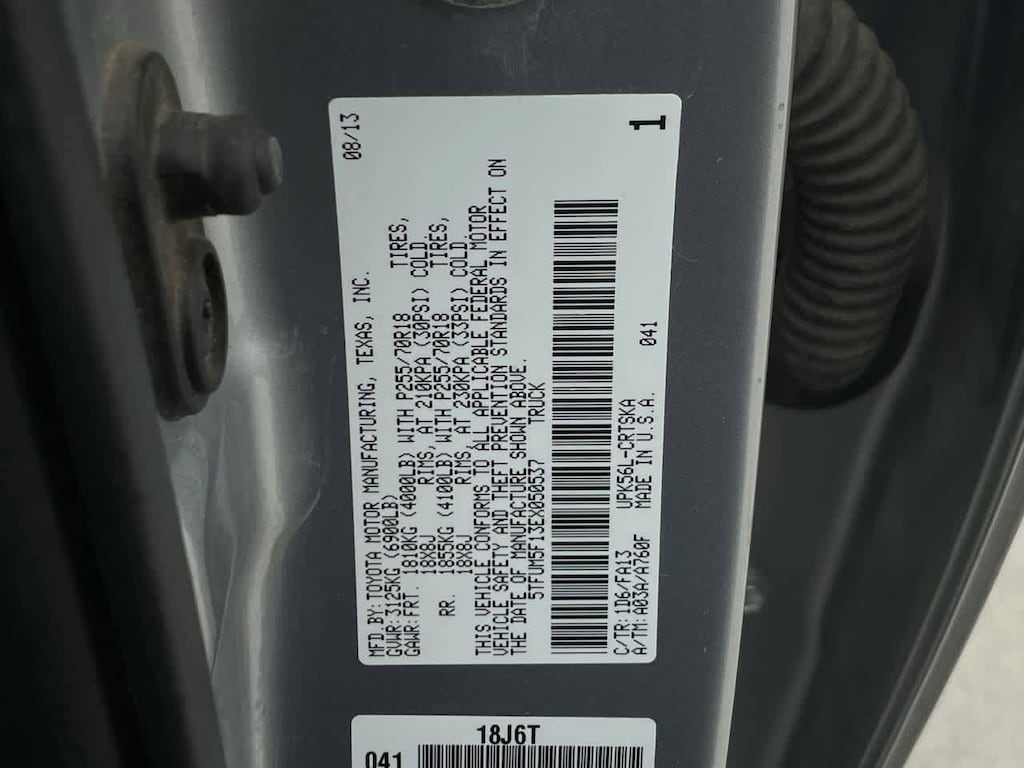 MFD BY: TOYOTA MOTOR MANUFACTURING, TEXAS, INC. 08/13
GVWR: 3125KG (6900LB)
GAWR: FRT. 1810KG (4000LB) WITH P255/70R18 TIRES,
18X8J RIMS, AT 210KPA (30PSI) COLD.
RR. 1855KG (4100LB) WITH P255/70R18 TIRES,
18X8J RIMS, AT 230KPA (33PSI) COLD.
THIS VEHICLE CONFORMS TO ALL APPLICABLE FEDERAL MOTOR
VEHICLE SAFETY AND THEFT PREVENTION STANDARDS IN EFFECT ON
THE DATE OF MANUFACTURE SHOWN ABOVE.
5TFUM5F13EX050537 TRUCK
C/TR: 1D6/FA13 UPK56L-CRTSKA 041
A/TM: A03A/A760F MADE IN U.S.A.
1
18J6T
041